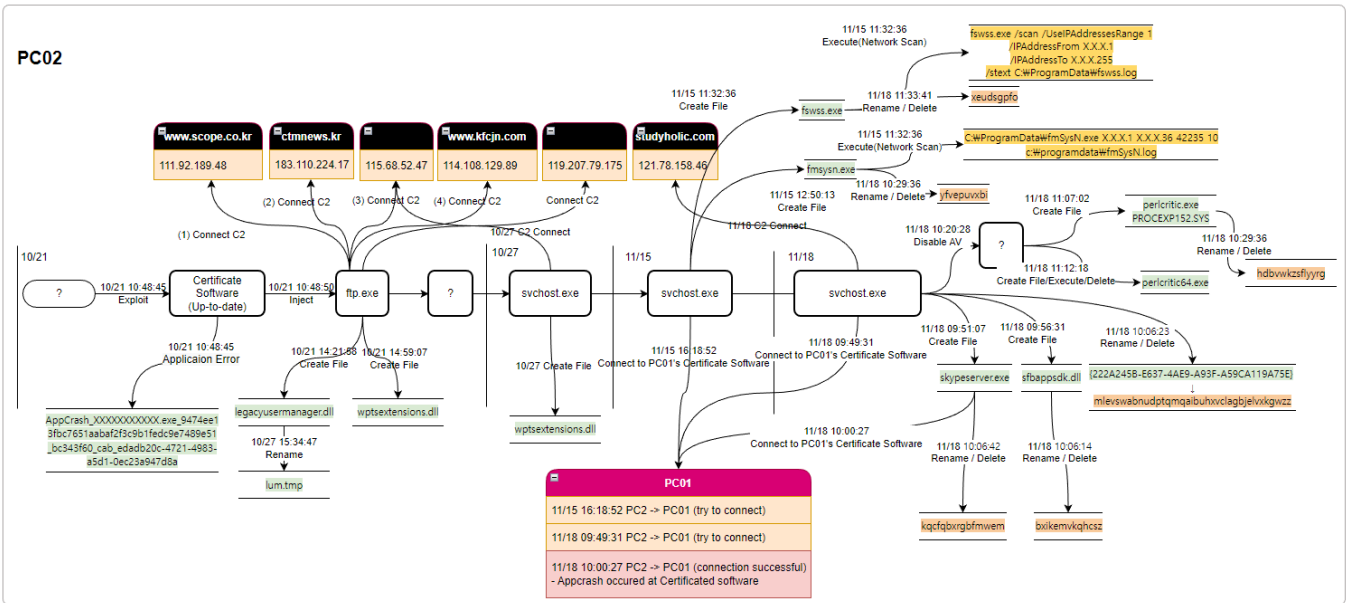 PC02
11/15 11:32:36
Execute(Network Scan)
fswss.exe /scan /UseIPAddressesRange 1
/IPAddressFrom X.X.X.1
/IPAddressTo X.X.X.255
/stext C:₩ProgramData₩fswss.log
11/15 11:32:36
Create File
fswss.exe
11/18 11:33:41
Rename / Delete
xeudsgpfo
www.scope.co.kr
111.92.189.48
ctmnews.kr
183.110.224.17
115.68.52.47
www.kfcjn.com
114.108.129.89
119.207.79.175
studyholic.com
121.78.158.46
11/15 11:32:36
Execute(Network Scan)
C:₩ProgramData₩fmSysN.exe X.X.X.1 X.X.X.36 42235 10
c:₩programdata₩fmSysN.log
fmsysn.exe
11/15 12:50:13
Create File
11/18 10:29:36
Rename / Delete
yfvepuvxbi
(1) Connect C2
(2) Connect C2
(3) Connect C2
(4) Connect C2
Connect C2
10/27 C2 Connect
11/18 C2 Connect
11/18 10:20:28
Disable AV
?
11/18 11:07:02
Create File
perlcritic.exe
PROCEXP152.SYS
11/18 10:29:36
Rename / Delete
hdbvwkzsflyyrg
11/18 11:12:18
Create File/Execute/Delete
perlcritic64.exe
10/21
10/27
11/15
11/18
?
10/21 10:48:45
Exploit
Certificate
Software
(Up-to-date)
10/21 10:48:50
Inject
ftp.exe
?
svchost.exe
svchost.exe
svchost.exe
10/21 10:48:45
Applicaion Error
AppCrash_XXXXXXXXXXX.exe_9474ee1
3fbc7651aabaf2f3c9b1fedc9e7489e51
_bc343f60_cab_edadb20c-4721-4983-
a5d1-0ec23a947d8a
10/21 14:21:58
Create File
legacyusermanager.dll
10/27 15:34:47
Rename
lum.tmp
10/21 14:59:07
Create File
wptsextensions.dll
10/27 Create File
wptsextensions.dll
11/15 16:18:52
Connect to PC01's Certificate Software
11/18 09:49:31
Connect to PC01's Certificate Software
11/18 10:00:27
Connect to PC01's Certificate Software
11/18 09:51:07
Create File
skypeserver.exe
11/18 09:56:31
Create File
sfbappsdk.dll
11/18 10:06:23
Rename / Delete
{222A245B-E637-4AE9-A93F-A59CA119A75E}
↓
mlevswabnudptqmqaibuhxvclagbjelvxkgwzz
11/18 10:06:42
Rename / Delete
kqcfqbxrgbfmwem
11/18 10:06:14
Rename / Delete
bxikemvkqhcsz
PC01
11/15 16:18:52 PC2 -> PC01 (try to connect)
11/18 09:49:31 PC2 -> PC01 (try to connect)
11/18 10:00:27 PC2 -> PC01 (connection successful)
- Appcrash occured at Certificated software